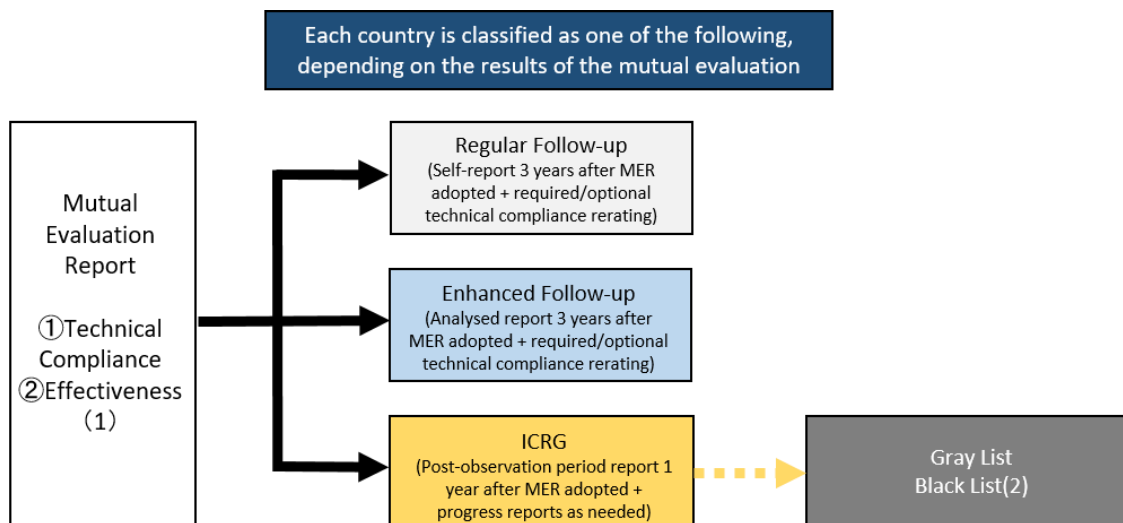 Each country is classified as one of the following,
depending on the results of the mutual evaluation
Mutual
Evaluation
Report
①Technical
Compliance
②Effectiveness
(1)
Regular Follow-up
(Self-report 3 years after MER
adopted + required/optional
technical compliance rerating)
Enhanced Follow-up
(Analysed report 3 years after
MER adopted + required/optional
technical compliance rerating)
ICRG
(Post-observation period report 1
year after MER adopted +
progress reports as needed)
Gray List
Black List(2)